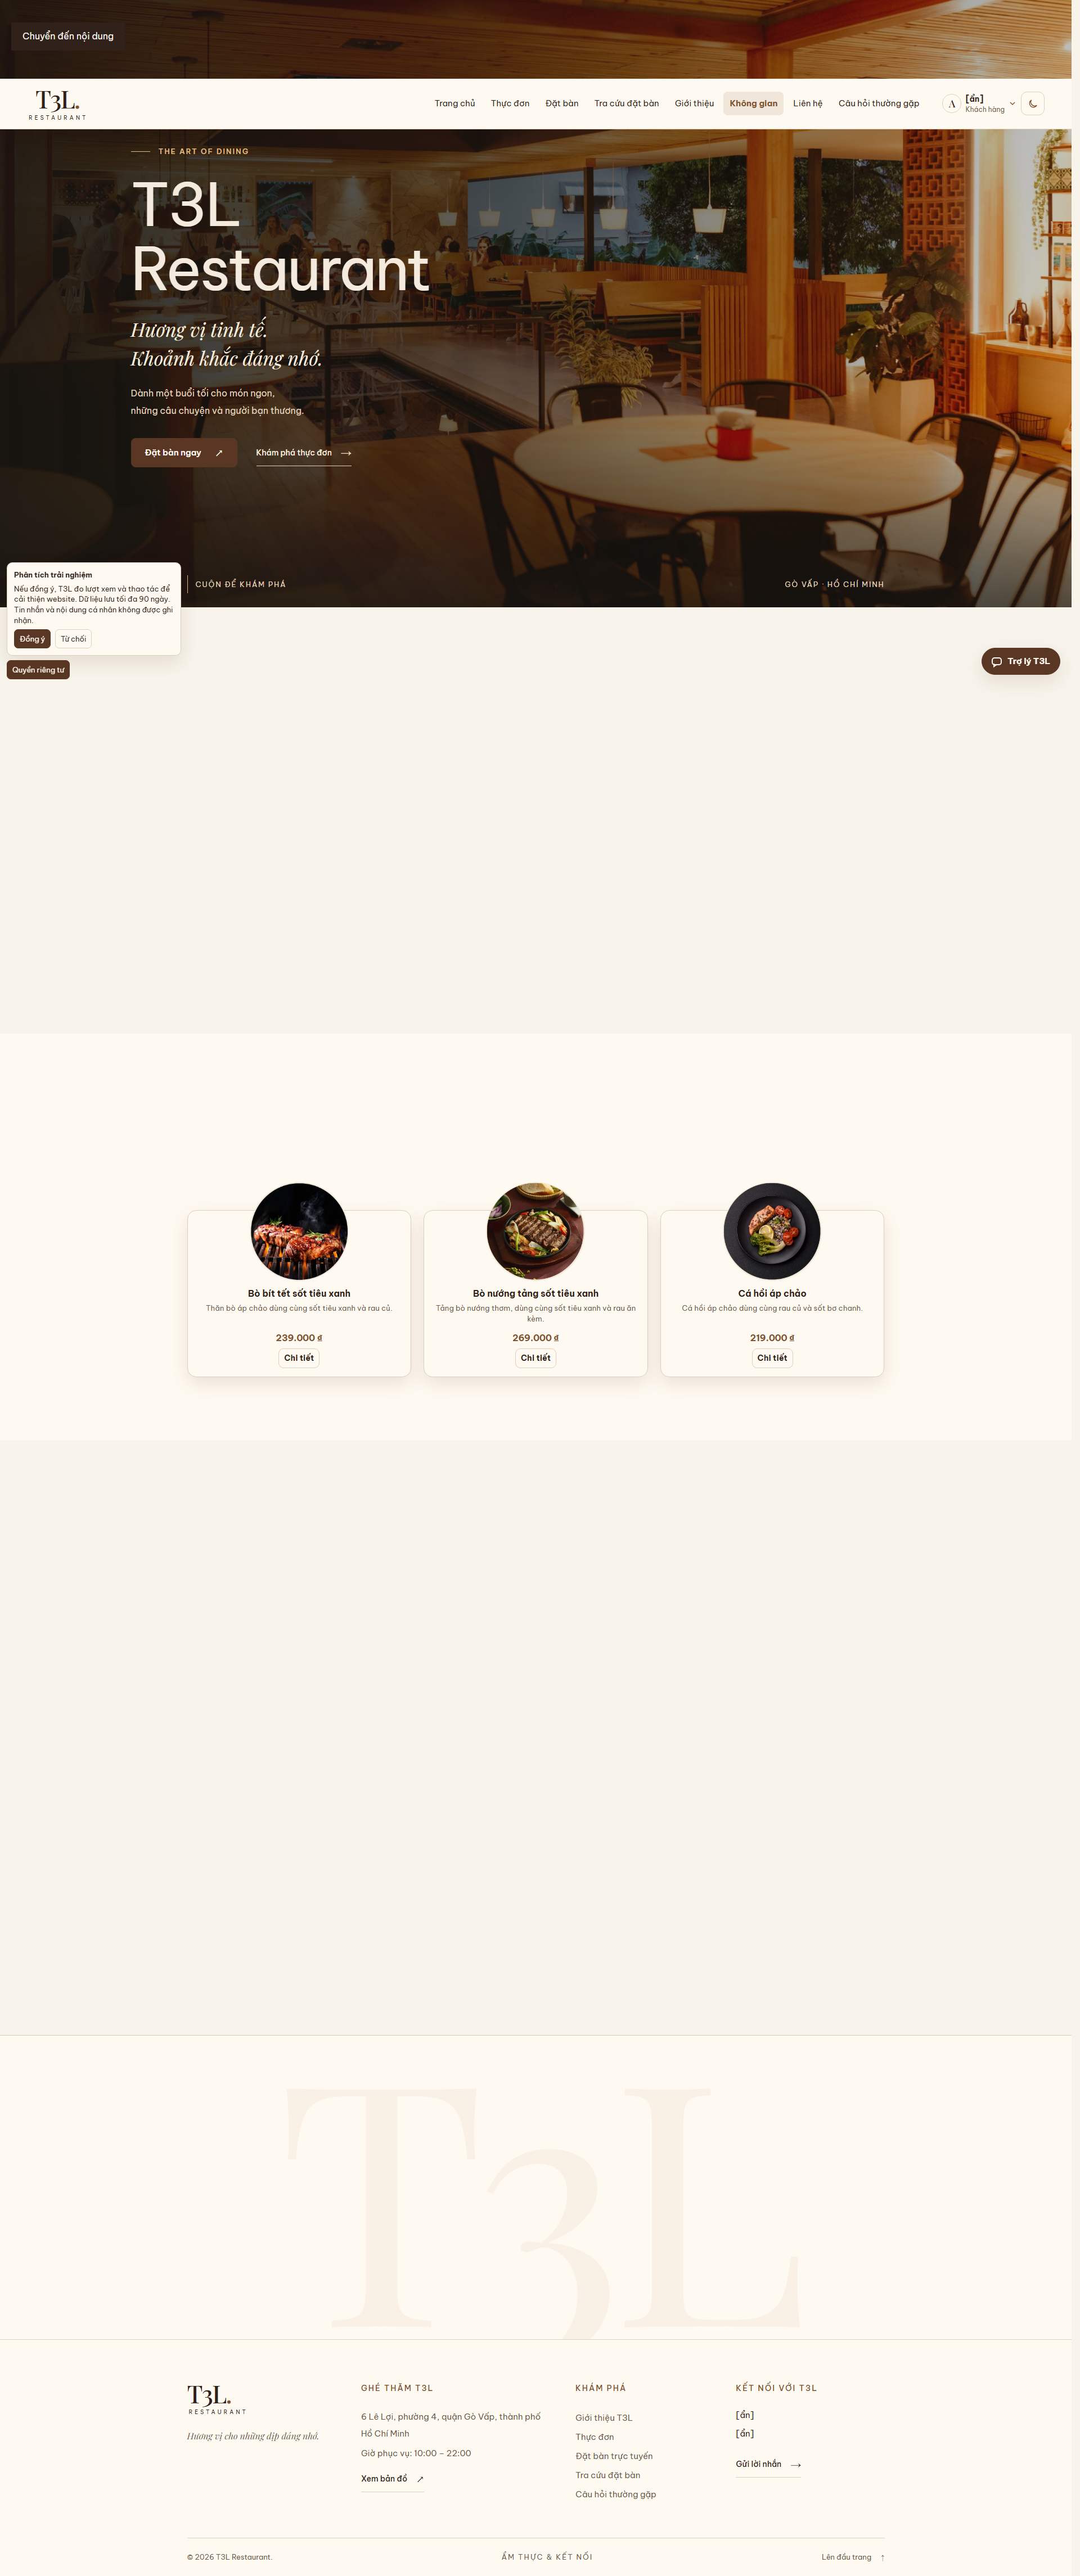 Chuyển đến nội dung
T3L.
RESTAURANT
Trang chủ
Thực đơn
Đặt bàn
Tra cứu đặt bàn
Giới thiệu
Không gian
Liên hệ
Câu hỏi thường gặp
A
[ẩn]
Khách hàng
THE ART OF DINING
T3L
Restaurant
Hương vị tinh tế.
Khoảnh khắc đáng nhớ.
Dành một buổi tối cho món ngon,
những câu chuyện và người bạn thương.
Đặt bàn ngay ↗
Khám phá thực đơn →
CUỘN ĐỂ KHÁM PHÁ
GÒ VẤP · HỒ CHÍ MINH
Phân tích trải nghiệm
Nếu đồng ý, T3L đo lượt xem và thao tác để
cải thiện website. Dữ liệu lưu tối đa 90 ngày.
Tin nhắn và nội dung cá nhân không được ghi
nhận.
Đồng ý
Từ chối
Quyền riêng tư
Trợ lý T3L
Bò bít tết sốt tiêu xanh
Thăn bò áp chảo dùng cùng sốt tiêu xanh và rau củ.
239.000 ₫
Chi tiết
Bò nướng tảng sốt tiêu xanh
Tảng bò nướng thơm, dùng cùng sốt tiêu xanh và rau ăn
kèm.
269.000 ₫
Chi tiết
Cá hồi áp chảo
Cá hồi áp chảo dùng cùng rau củ và sốt bơ chanh.
219.000 ₫
Chi tiết
T3L
T3L.
RESTAURANT
Hương vị cho những dịp đáng nhớ.
GHÉ THĂM T3L
6 Lê Lợi, phường 4, quận Gò Vấp, thành phố
Hồ Chí Minh
Giờ phục vụ: 10:00 – 22:00
Xem bản đồ ↗
KHÁM PHÁ
Giới thiệu T3L
Thực đơn
Đặt bàn trực tuyến
Tra cứu đặt bàn
Câu hỏi thường gặp
KẾT NỐI VỚI T3L
[ẩn]
[ẩn]
Gửi lời nhắn →
© 2026 T3L Restaurant.
ẨM THỰC & KẾT NỐI
Lên đầu trang ↑